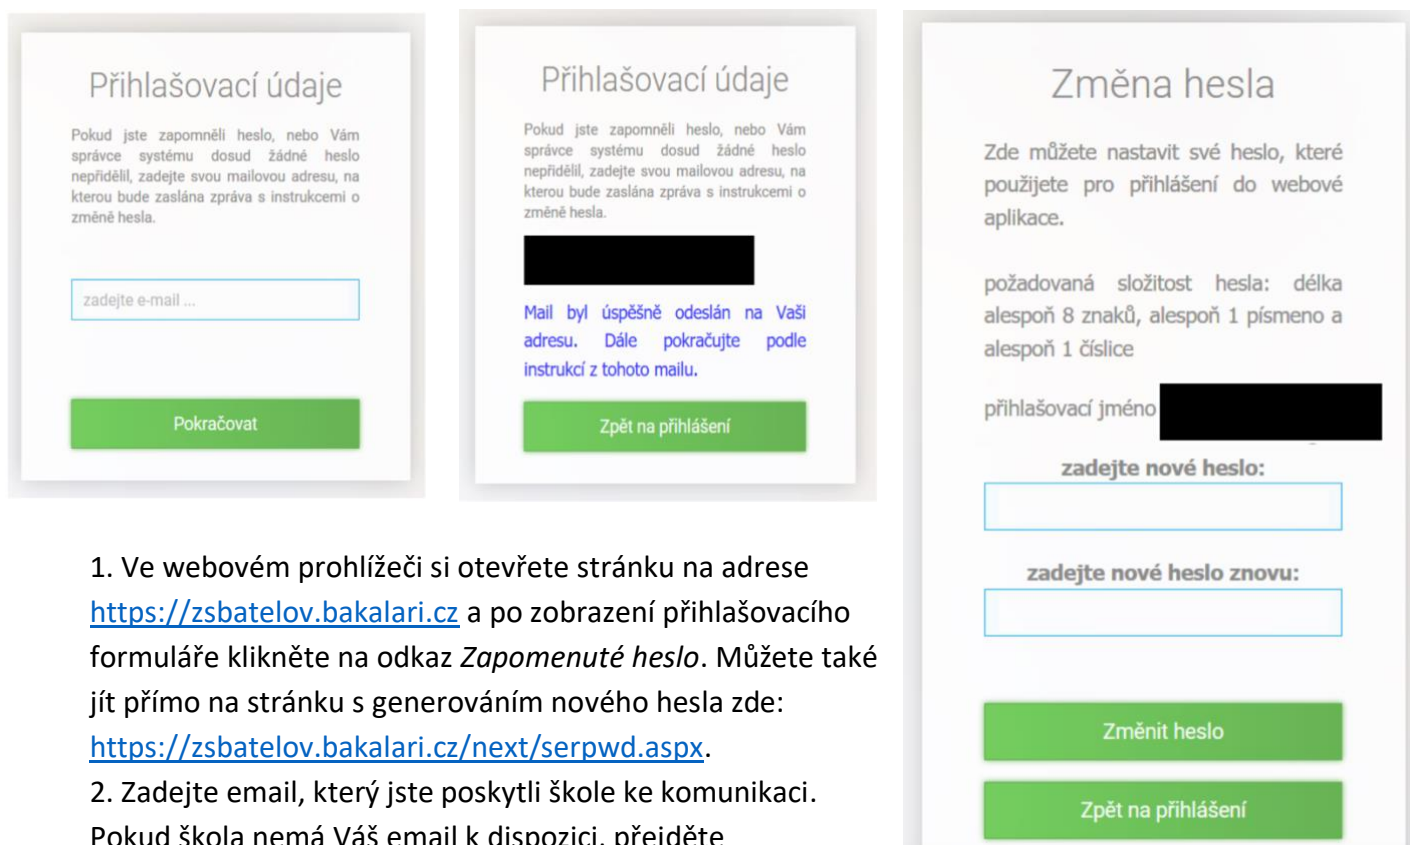 Přihlašovací údaje
Pokud jste zapomněli heslo, nebo Vám
správce systému dosud žádné heslo
nepřidělil, zadejte svou mailovou adresu, na
kterou bude zaslána zpráva s instrukcemi o
změně hesla.
zadejte e-mail ...
Pokračovat
Přihlašovací údaje
Pokud jste zapomněli heslo, nebo Vám
správce systému dosud žádné heslo
nepřidělil, zadejte svou mailovou adresu, na
kterou bude zaslána zpráva s instrukcemi o
změně hesla.
Mail byl úspěšně odeslán na Vaši
adresu. Dále pokračujte podle
instrukcí z tohoto mailu.
Zpět na přihlášení
Změna hesla
Zde můžete nastavit své heslo, které
použijete pro přihlášení do webové
aplikace.
požadovaná složitost hesla: délka
alespoň 8 znaků, alespoň 1 písmeno a
alespoň 1 číslice
přihlašovací jméno
zadejte nové heslo:
zadejte nové heslo znovu:
Změnit heslo
Zpět na přihlášení
1. Ve webovém prohlížeči si otevřete stránku na adrese
https://zsbatelov.bakalari.cz a po zobrazení přihlašovacího
formuláře klikněte na odkaz Zapomenuté heslo. Můžete také
jít přímo na stránku s generováním nového hesla zde:
https://zsbatelov.bakalari.cz/next/serpwd.aspx.
2. Zadejte email, který jste poskytli škole ke komunikaci.
Pokud škola nemá Váš email k dispozici, přejděte